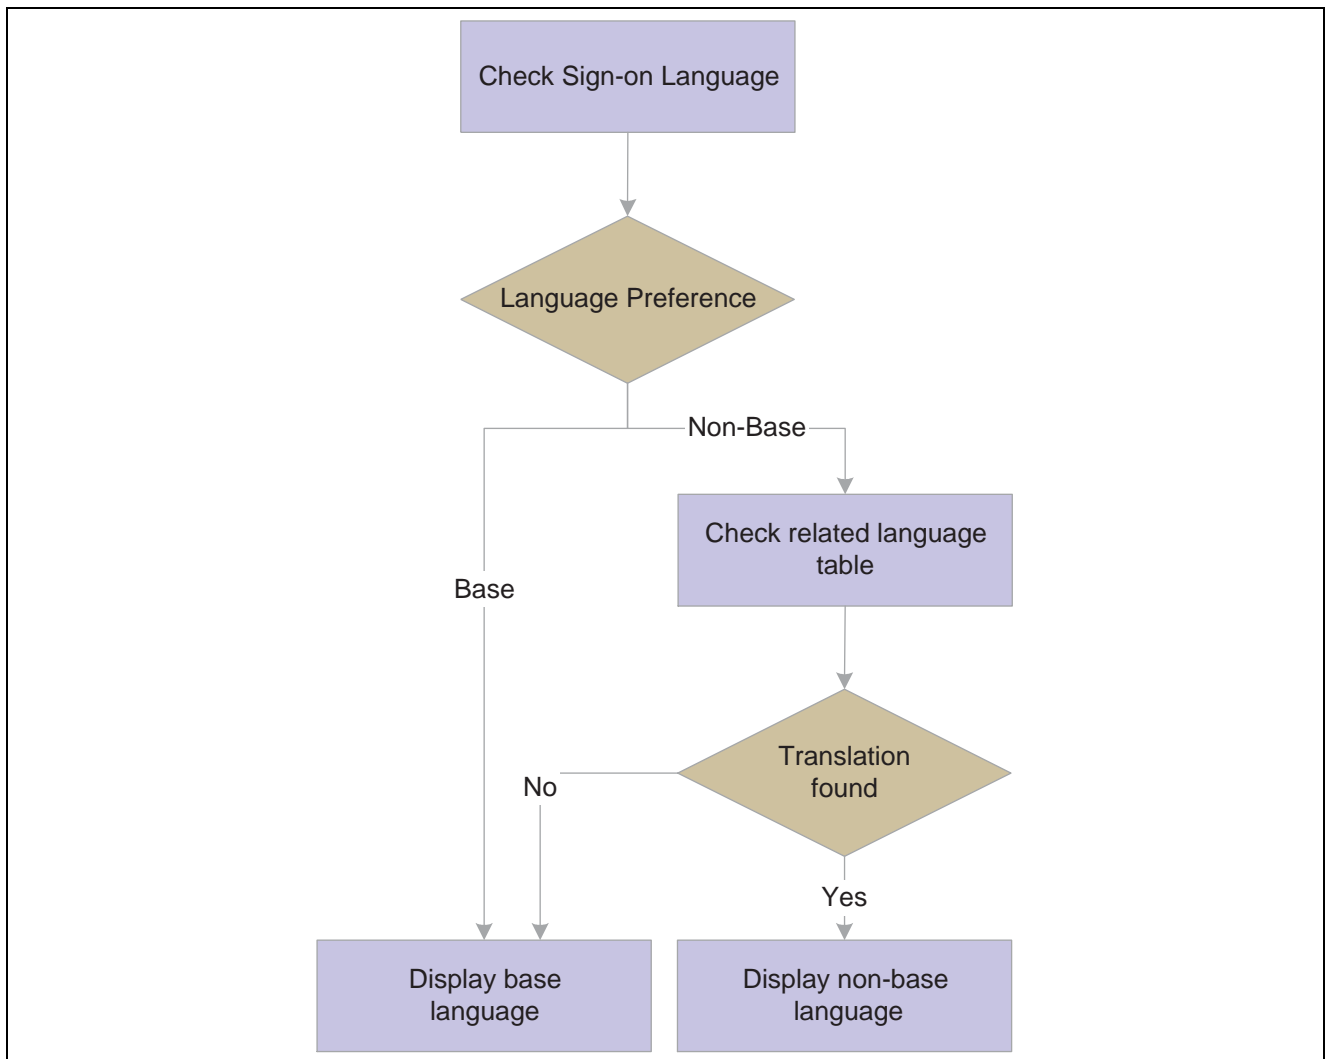 Check Sign-on Language
Language Preference
Non-Base
Check related language
table
Base
Translation
found
No
Yes
Display base
language
Display non-base
language